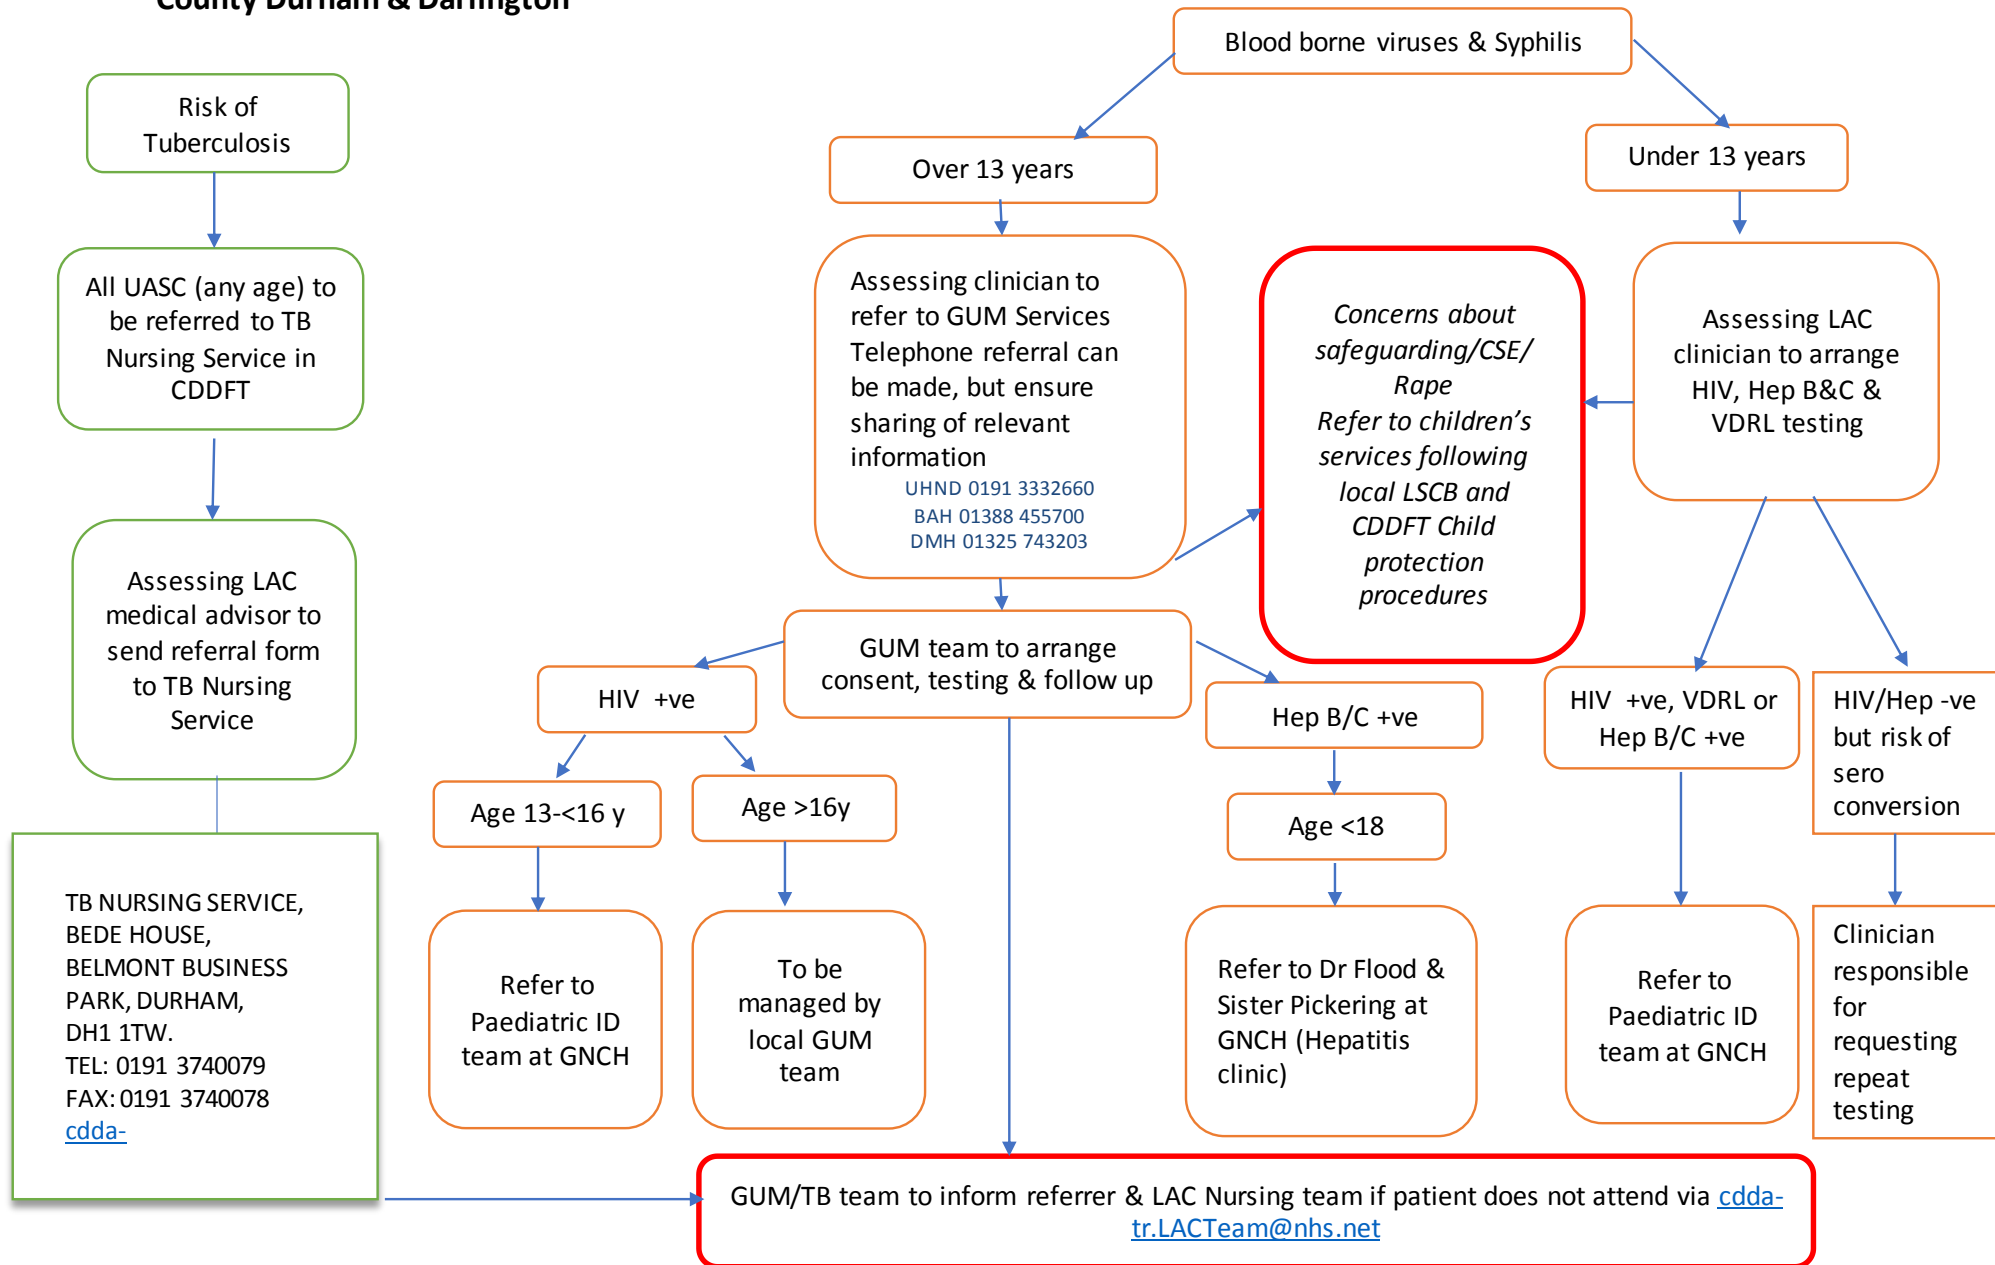 County Durham & Darlington
Risk of
Tuberculosis
All UASC (any age) to
be referred to TB
Nursing Service in
CDDFT
Assessing LAC
medical advisor to
send referral form
to TB Nursing
Service
TB NURSING SERVICE,
BEDE HOUSE,
BELMONT BUSINESS
PARK, DURHAM,
DH1 1TW.
TEL: 0191 3740079
FAX: 0191 3740078
cdda-
Blood borne viruses & Syphilis
Over 13 years
Assessing clinician to
refer to GUM Services
Telephone referral can
be made, but ensure
sharing of relevant
information
UHND 0191 3332660
BAH 01388 455700
DMH 01325 743203
GUM team to arrange
consent, testing & follow up
HIV +ve
Age 13-<16 y
Refer to
Paediatric ID
team at GNCH
Age >16y
To be
managed by
local GUM
team
Hep B/C +ve
Age <18
Refer to Dr Flood &
Sister Pickering at
GNCH (Hepatitis
clinic)
Concerns about
safeguarding/CSE/
Rape
Refer to children's
services following
local LSCB and
CDDFT Child
protection
procedures
Under 13 years
Assessing LAC
clinician to arrange
HIV, Hep B&C &
VDRL testing
HIV +ve, VDRL or
Hep B/C +ve
Refer to
Paediatric ID
team at GNCH
HIV/Hep -ve
but risk of
sero
conversion
Clinician
responsible
for
requesting
repeat
testing
GUM/TB team to inform referrer & LAC Nursing team if patient does not attend via cdda-
tr.LACTeam@nhs.net